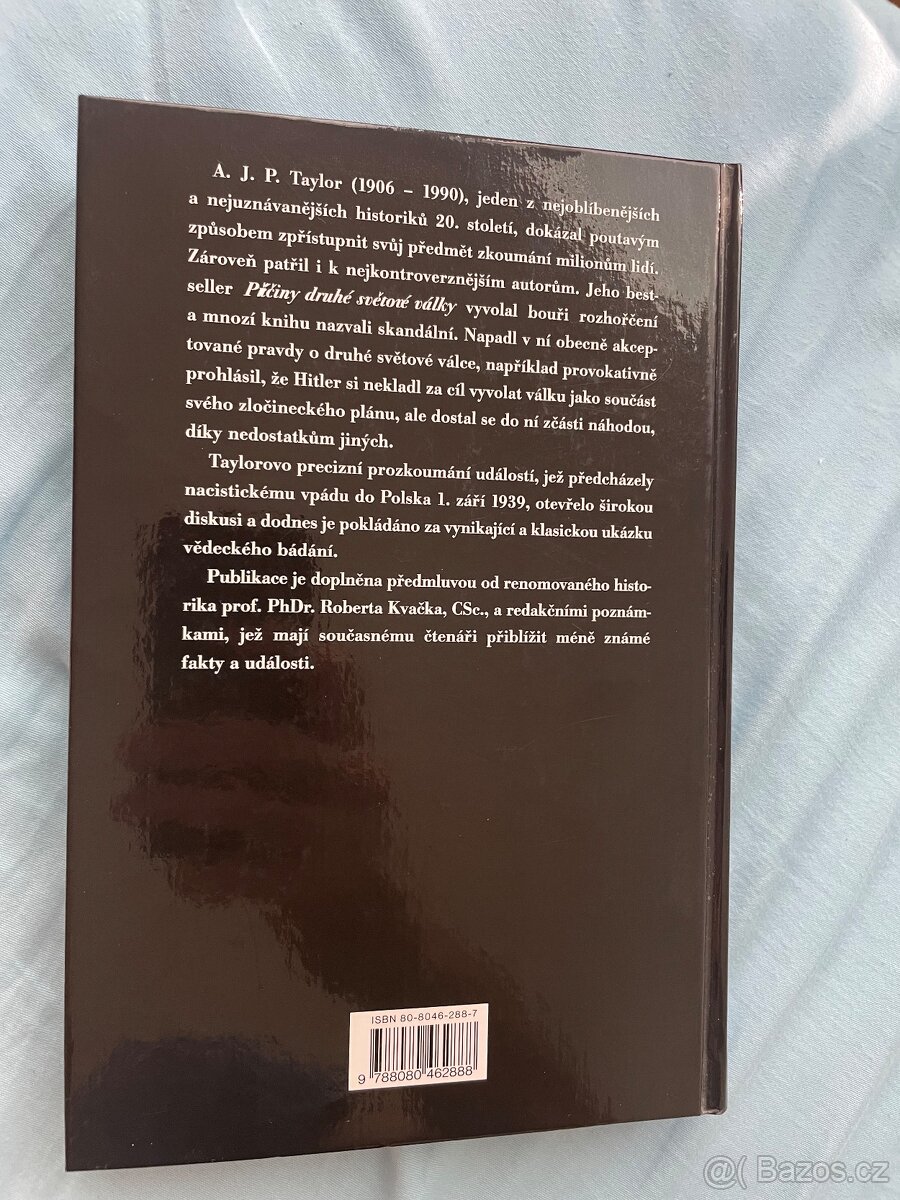 A. J. P. Taylor (1906 – 1990), jeden z nejoblíbenějších
a nejuznávanějších historiků 20. století, dokázal poutavým
způsobem zpřístupnit svůj předmět zkoumání milionům lidí.
Zároveň patřil i k nejkontroverznějším autorům. Jeho best-
seller Příčiny druhé světové války vyvolal bouři rozhořčení
a mnozí knihu nazvali skandální. Napadl v ní obecně akcep-
tované pravdy o druhé světové válce, například provokativně
prohlásil, že Hitler si nekladl za cíl vyvolat válku jako součást
svého zločineckého plánu, ale dostal se do ní zčásti náhodou,
díky nedostatkům jiných.
Taylorovo precizní prozkoumání událostí, jež předcházely
nacistickému vpádu do Polska 1. září 1939, otevřelo širokou
diskusi a dodnes je pokládáno za vynikající a klasickou ukázku
vědeckého bádání.
Publikace je doplněna předmluvou od renomovaného histo-
rika prof. PhDr. Roberta Kvačka, CSc., a redakčními poznám-
kami, jež mají současnému čtenáři přiblížit méně známé
fakty a události.
ISBN 80-8046-288-7
9 788080 462888
@( Bazos.cz